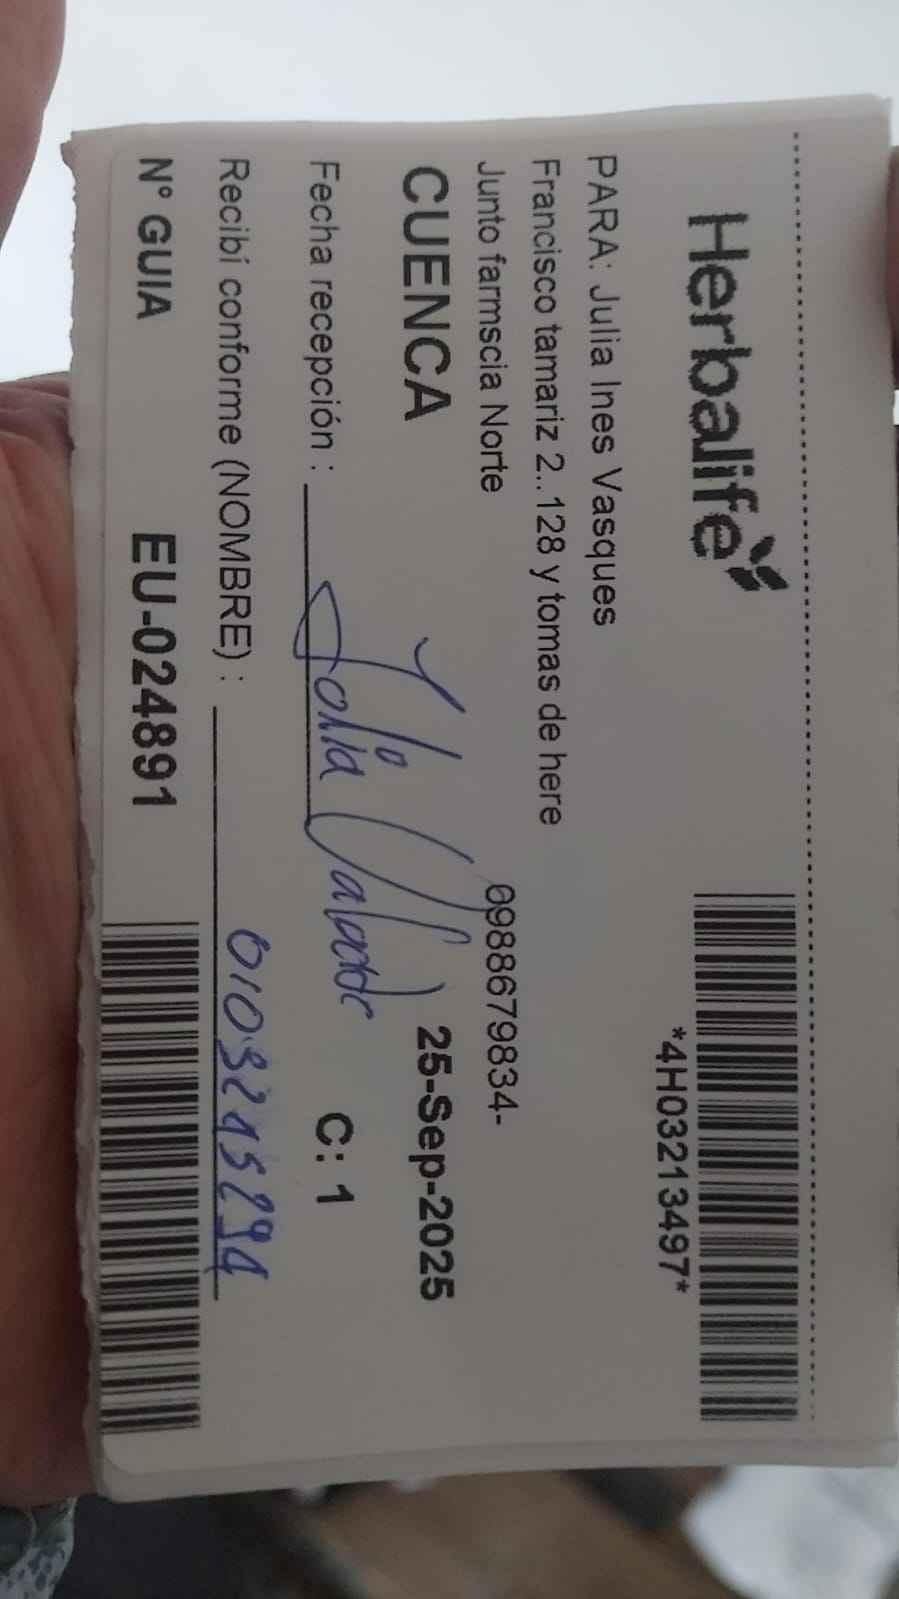 Herbalife
*4H03213497*
PARA: Julia Ines Vasques
Francisco tamariz 2..128 y tomas de here
Junto farmscia Norte
0988679834-
CUENCA
25-Sep-2025
Fecha recepción :
Julia
C: 1
Recibí conforme (NOMBRE) :
N° GUIA
EU-024891